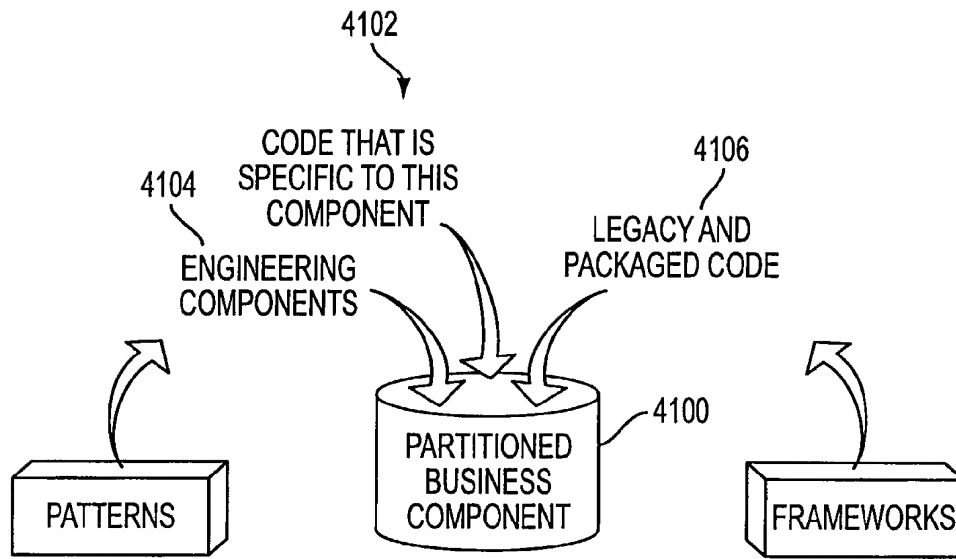 4102
CODE THAT IS
SPECIFIC TO THIS
COMPONENT
4104
ENGINEERING
COMPONENTS
4106
LEGACY AND
PACKAGED CODE
4100
PARTITIONED
BUSINESS
COMPONENT
PATTERNS
FRAMEWORKS